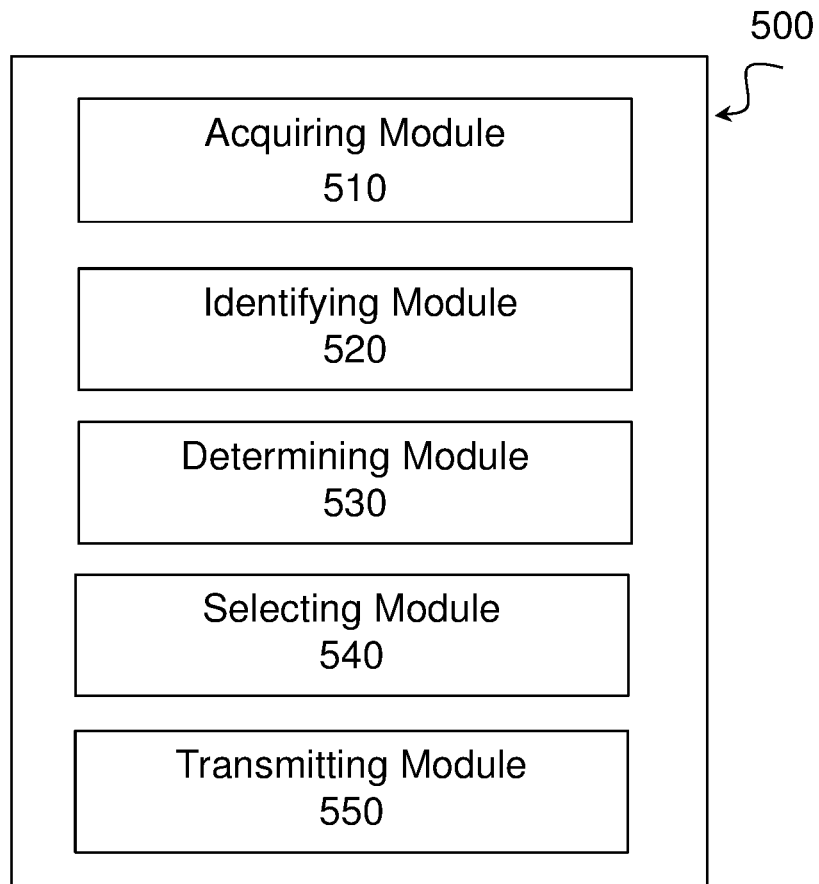 500
Acquiring Module
510
Identifying Module
520
Determining Module
530
Selecting Module
540
Transmitting Module
550